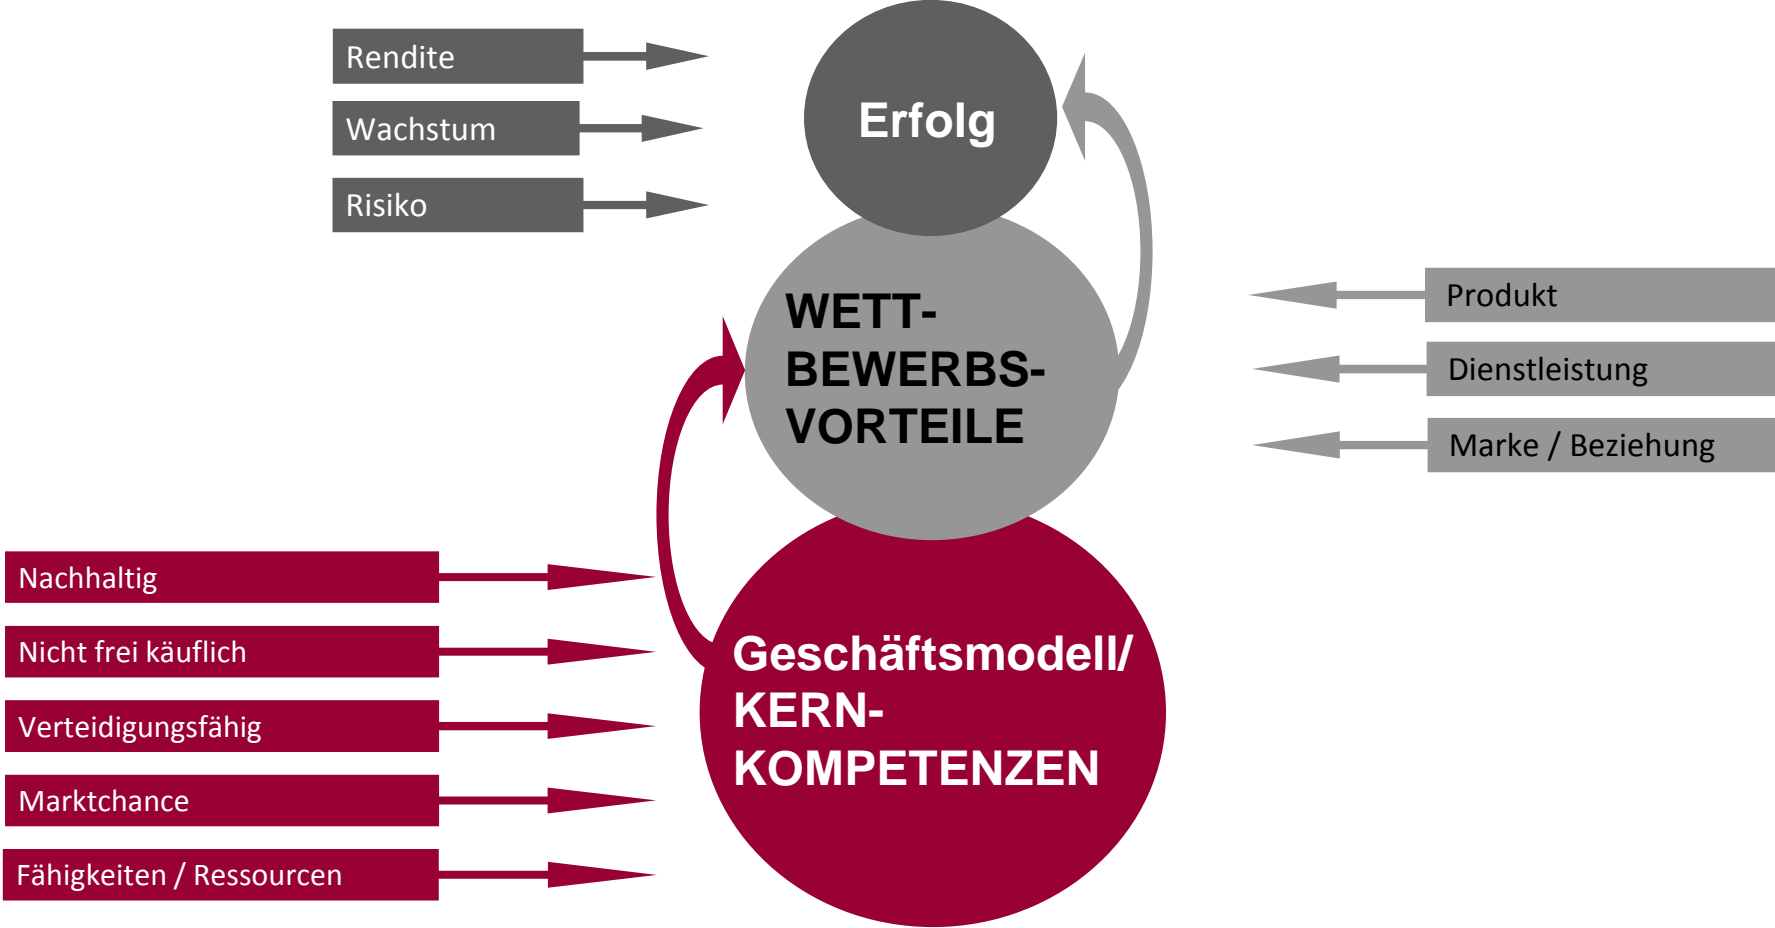 Rendite
Wachstum
Risiko
Erfolg
WETT-
BEWERBS-
VORTEILE
Produkt
Dienstleistung
Marke / Beziehung
Nachhaltig
Nicht frei käuflich
Verteidigungsfähig
Marktchance
Fähigkeiten / Ressourcen
Geschäftsmodell/
KERN-
KOMPETENZEN